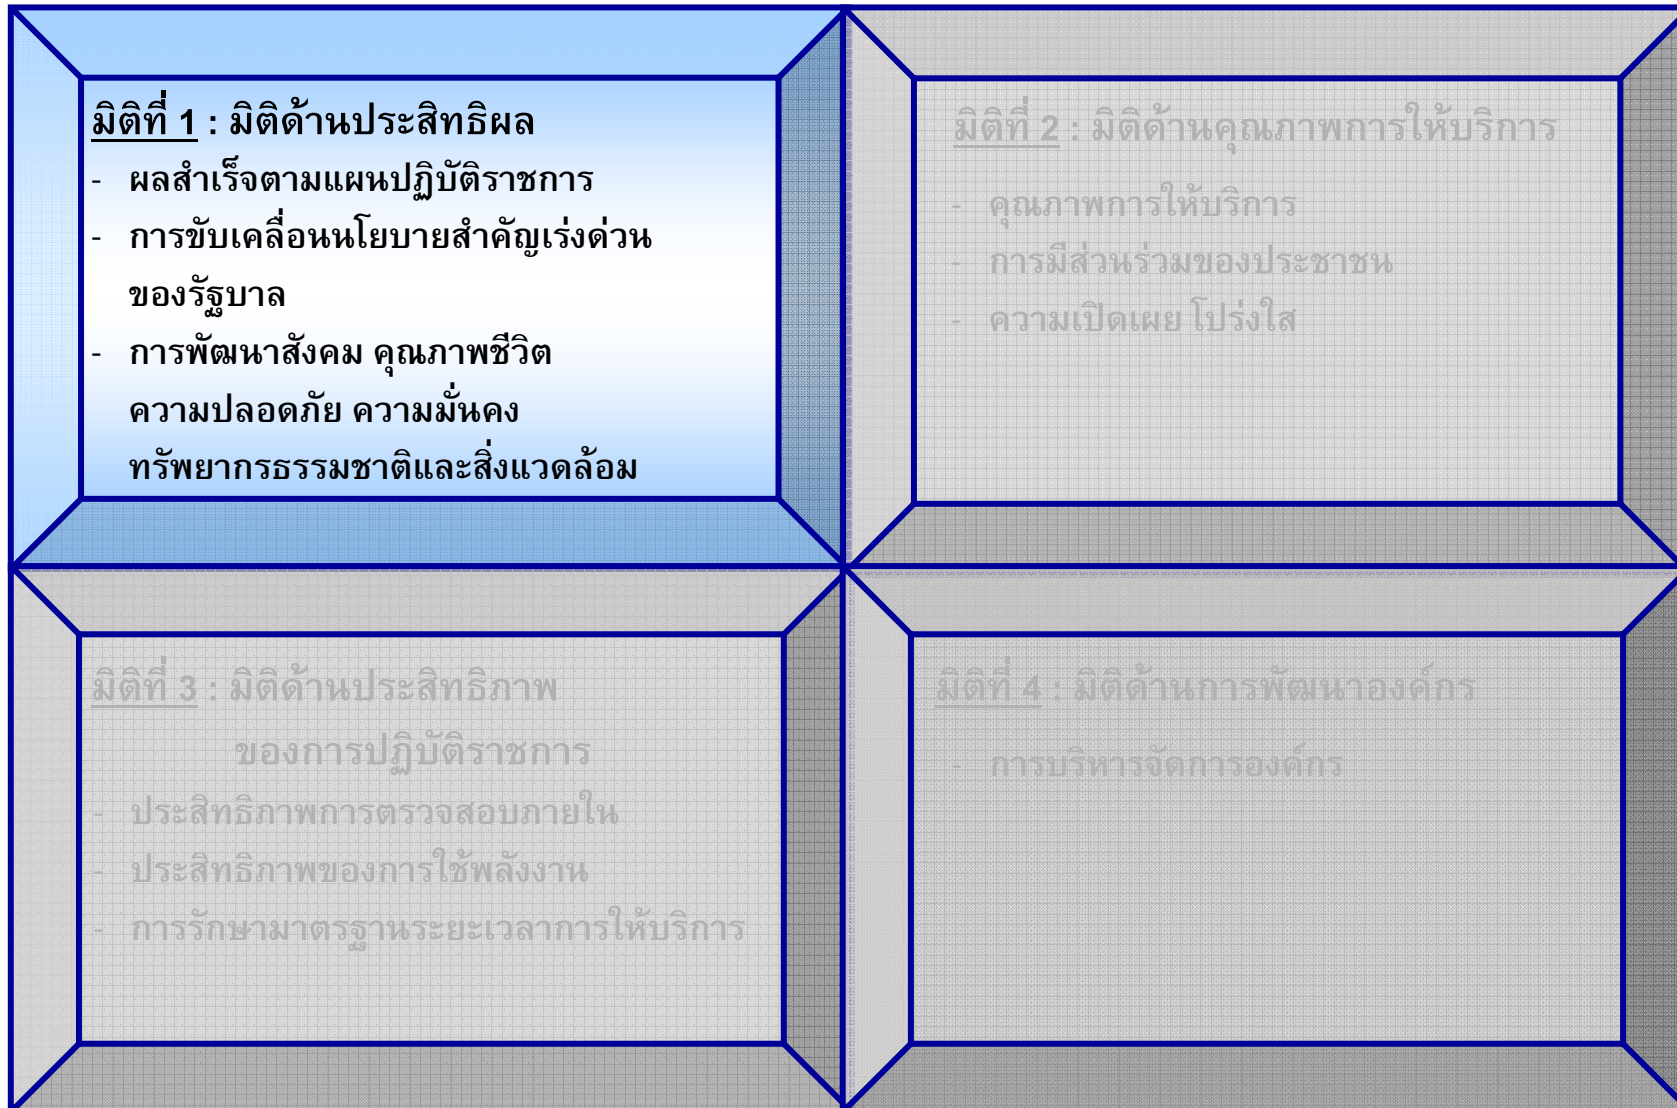 มิติที่ 1 : มิติด้านประสิทธิผล
- ผลสำเร็จตามแผนปฏิบัติราชการ
- การขับเคลื่อนนโยบายสำคัญเร่งด่วน
ของรัฐบาล
- การพัฒนาสังคม คุณภาพชีวิต
ความปลอดภัย ความมั่นคง
ทรัพยากรธรรมชาติและสิ่งแวดล้อม
มิติที่ 2 : มิติด้านคุณภาพการให้บริการ
- คุณภาพการให้บริการ
- การมีส่วนร่วมของประชาชน
- ความเปิดเผย โปร่งใส
มิติที่ 3 : มิติด้านประสิทธิภาพ
ของการปฏิบัติราชการ
- ประสิทธิภาพการตรวจสอบภายใน
- ประสิทธิภาพของการใช้พลังงาน
- การรักษามาตรฐานระยะเวลาการให้บริการ
มิติที่ 4 : มิติด้านการพัฒนาองค์กร
- การบริหารจัดการองค์กร